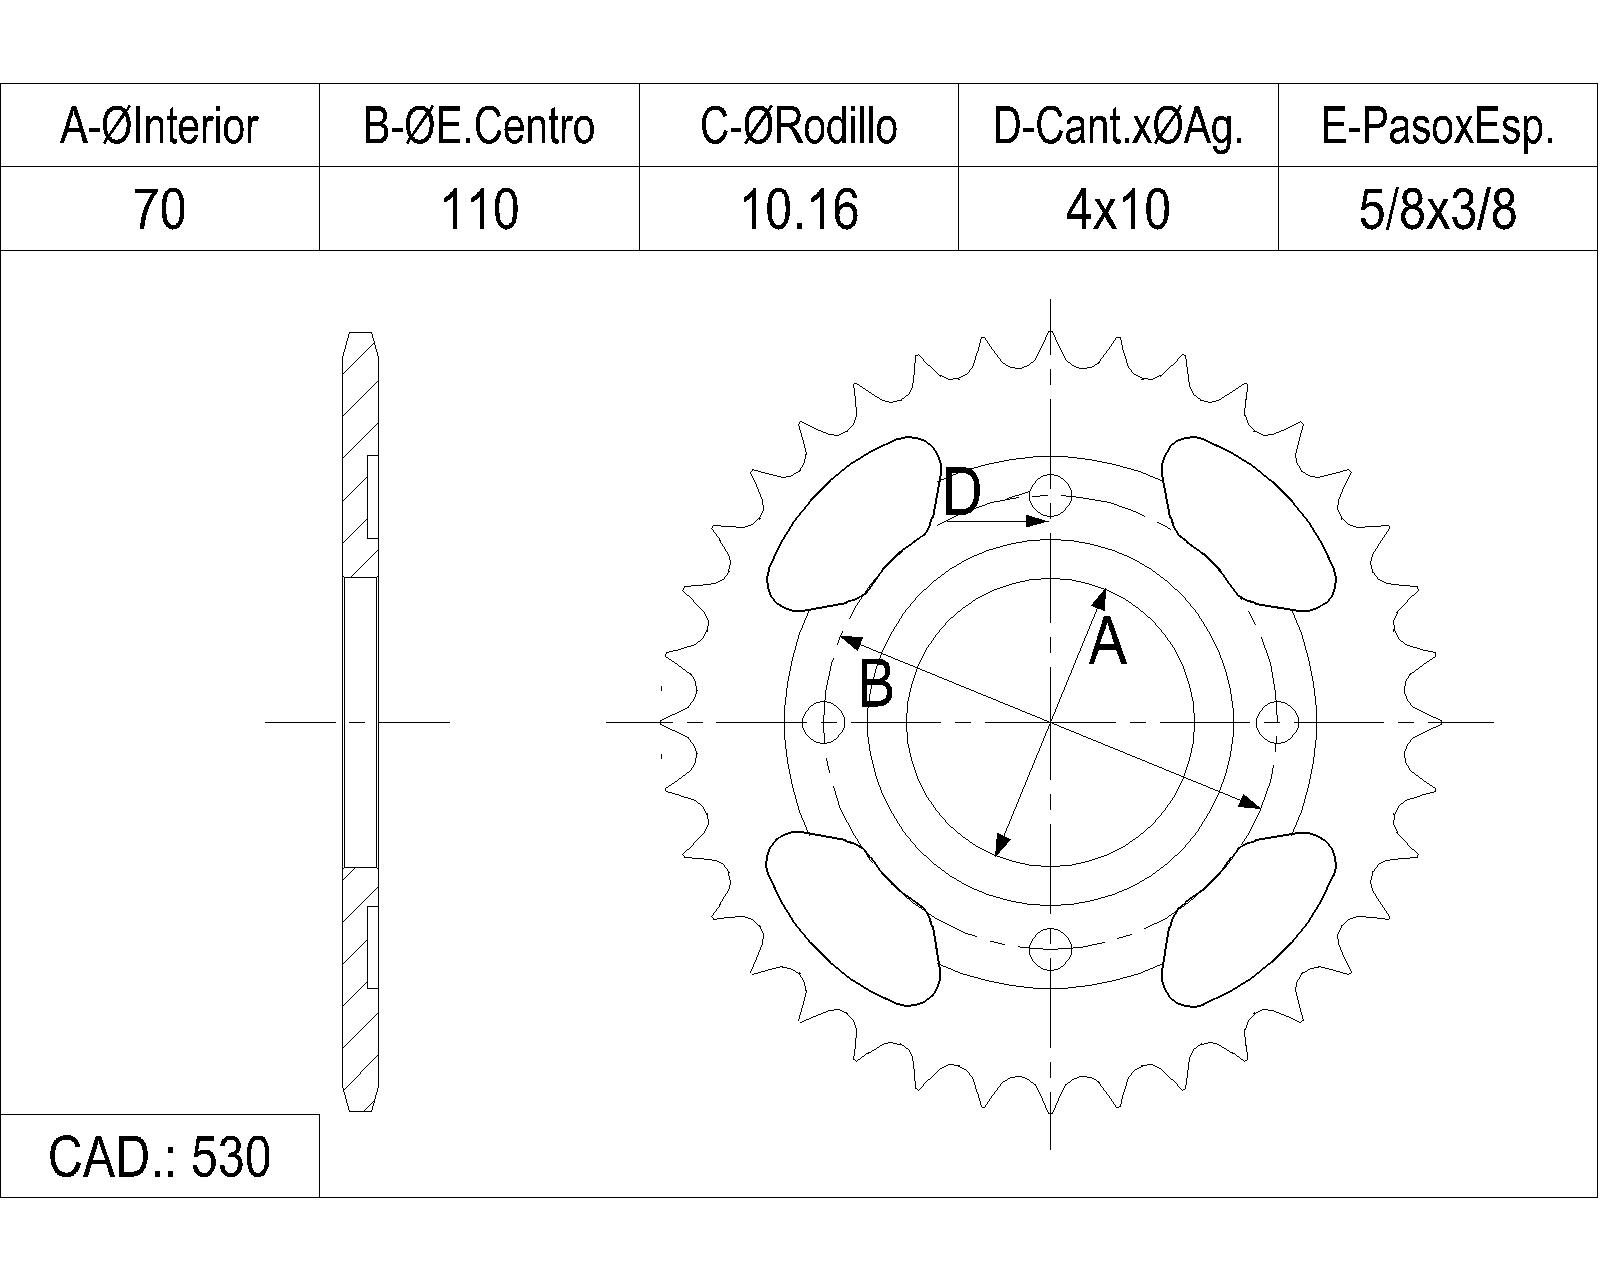 A-ØInterior B-ØE.Centro C-ØRodillo D-Cant.xØAg. E-PasoxEsp.
70 110 10.16 4x10 5/8x3/8
D
A
B
CAD.: 530